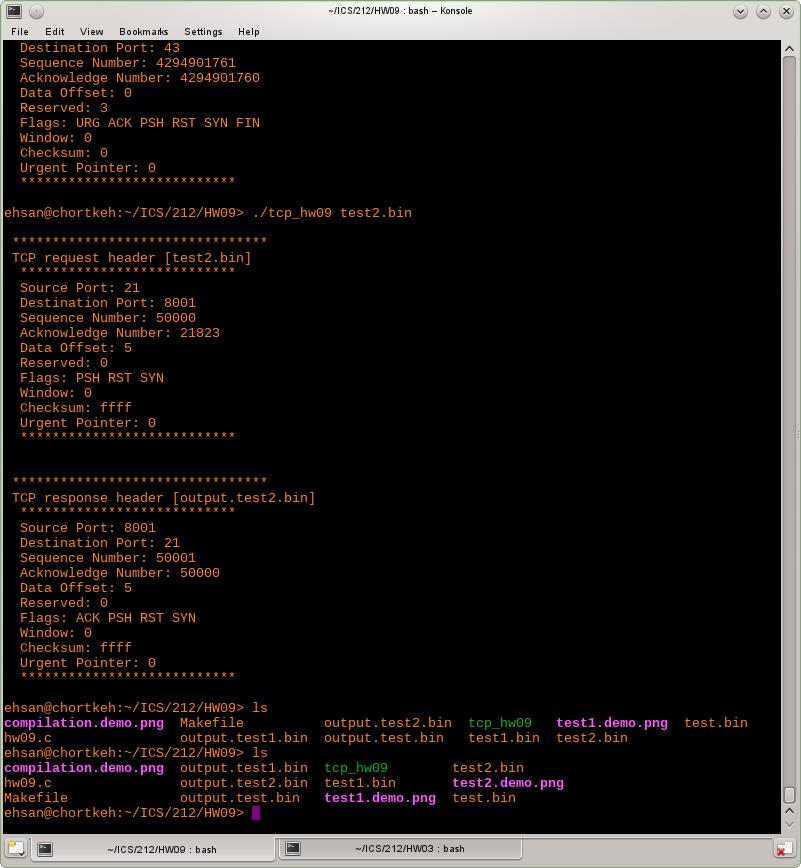 ~/ICS/212/HW09 : bash – Konsole
File Edit View Bookmarks Settings Help
Destination Port: 43
Sequence Number: 4294901761
Acknowledge Number: 4294901760
Data Offset: 0
Reserved: 3
Flags: URG ACK PSH RST SYN FIN
Window: 0
Checksum: 0
Urgent Pointer: 0
***************************
ehsan@chortkeh:~/ICS/212/HW09> ./tcp_hw09 test2.bin
********************************
TCP request header [test2.bin]
***************************
Source Port: 21
Destination Port: 8001
Sequence Number: 50000
Acknowledge Number: 21823
Data Offset: 5
Reserved: 0
Flags: PSH RST SYN
Window: 0
Checksum: ffff
Urgent Pointer: 0
***************************
********************************
TCP response header [output.test2.bin]
***************************
Source Port: 8001
Destination Port: 21
Sequence Number: 50001
Acknowledge Number: 50000
Data Offset: 5
Reserved: 0
Flags: ACK PSH RST SYN
Window: 0
Checksum: ffff
Urgent Pointer: 0
***************************
ehsan@chortkeh:~/ICS/212/HW09> ls
compilation.demo.png Makefile output.test2.bin tcp_hw09 test1.demo.png test.bin
hw09.c output.test1.bin output.test.bin test1.bin test2.bin
ehsan@chortkeh:~/ICS/212/HW09> ls
compilation.demo.png output.test1.bin tcp_hw09 test2.bin
hw09.c output.test2.bin test1.bin test2.demo.png
Makefile output.test.bin test1.demo.png test.bin
ehsan@chortkeh:~/ICS/212/HW09>
~/ICS/212/HW09 : bash ~/ICS/212/HW03 : bash